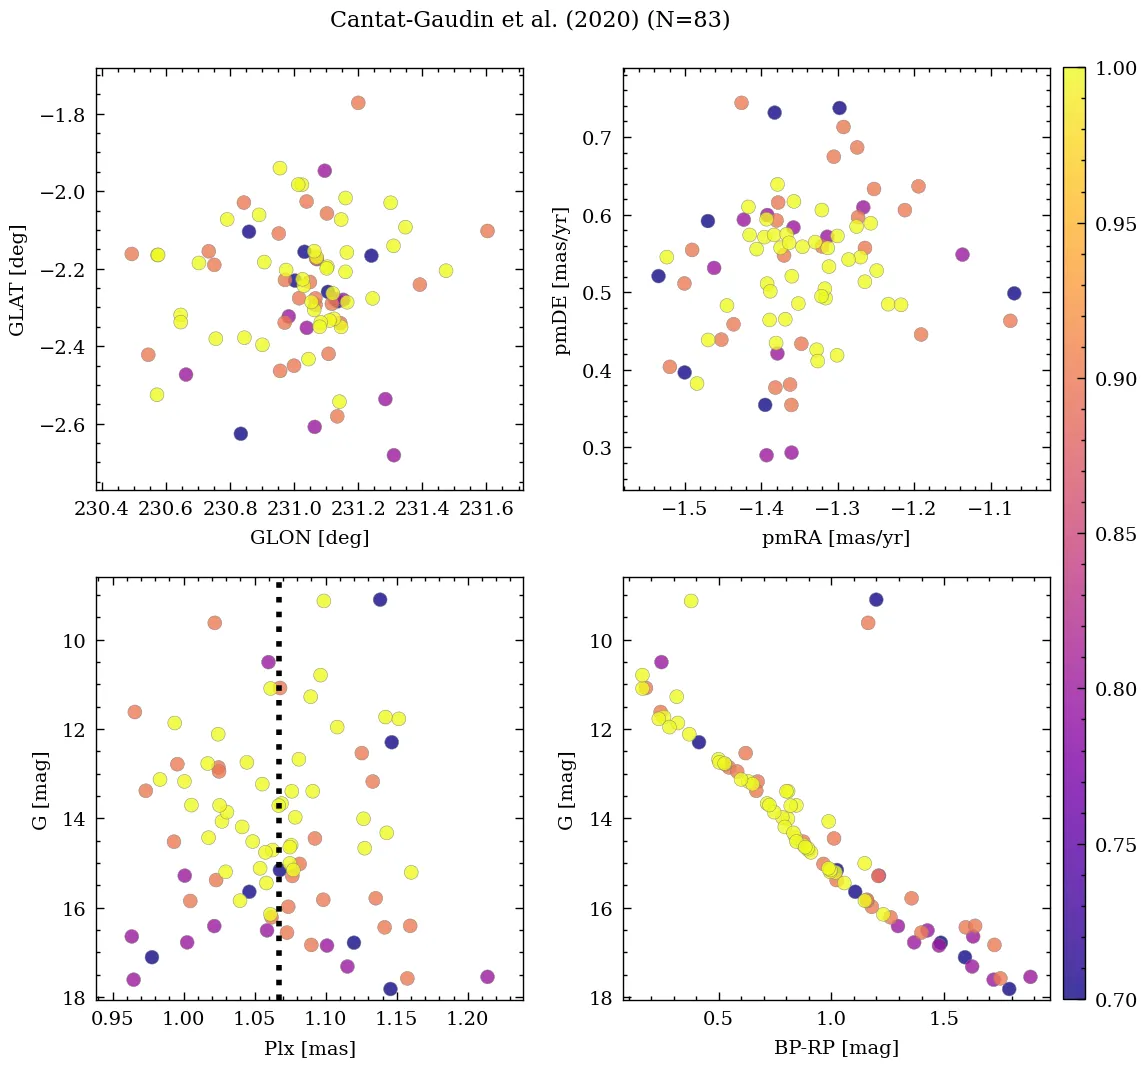 Cantat-Gaudin et al. (2020) (N=83)
−1.8
−2.0
−2.2
−2.4
−2.6
GLAT [deg]
230.4 230.6 230.8 231.0 231.2 231.4 231.6
GLON [deg]
0.7
0.6
0.5
0.4
0.3
pmDE [mas/yr]
−1.5 −1.4 −1.3 −1.2 −1.1
pmRA [mas/yr]
10
12
14
16
18
G [mag]
0.95 1.00 1.05 1.10 1.15 1.20
Plx [mas]
10
12
14
16
18
G [mag]
0.5 1.0 1.5
BP-RP [mag]
1.00
0.95
0.90
0.85
0.80
0.75
0.70